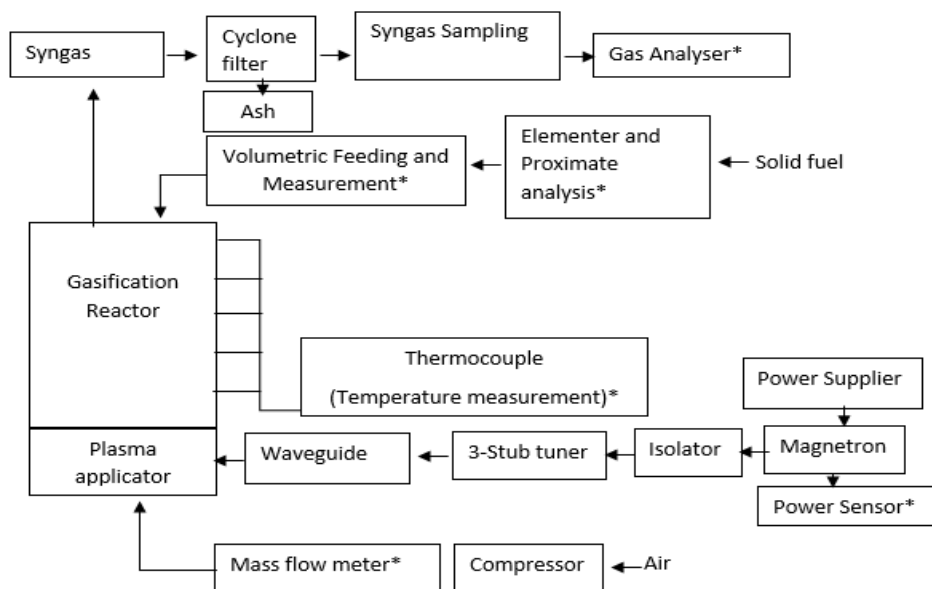 Syngas
Cyclone
filter
Syngas Sampling
Gas Analyser*
Ash
Volumetric Feeding and
Measurement*
Elementer and
Proximate
analysis*
Solid fuel
Gasification
Reactor
Thermocouple
(Temperature measurement)*
Power Supplier
Plasma
applicator
Waveguide
3-Stub tuner
Isolator
Magnetron
Power Sensor*
Mass flow meter*
Compressor
Air